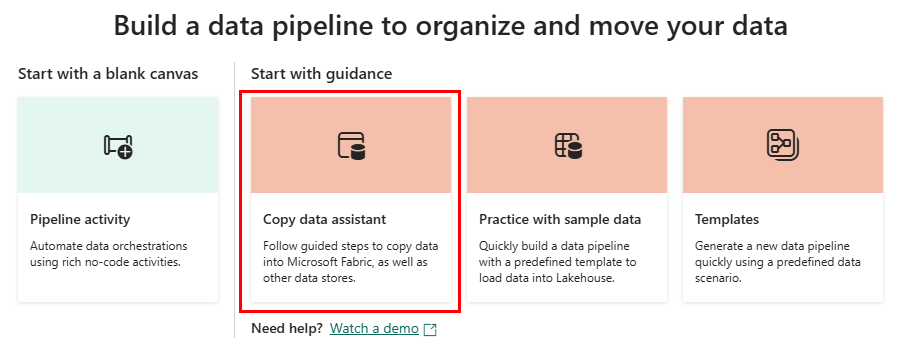 Build a data pipeline to organize and move your data
Start with a blank canvas
Start with guidance
Pipeline activity
Automate data orchestrations
using rich no-code activities.
Copy data assistant
Follow guided steps to copy data
into Microsoft Fabric, as well as
other data stores.
Practice with sample data
Quickly build a data pipeline
with a predefined template to
load data into Lakehouse.
Templates
Generate a new data pipeline
quickly using a predefined data
scenario.
Need help? Watch a demo